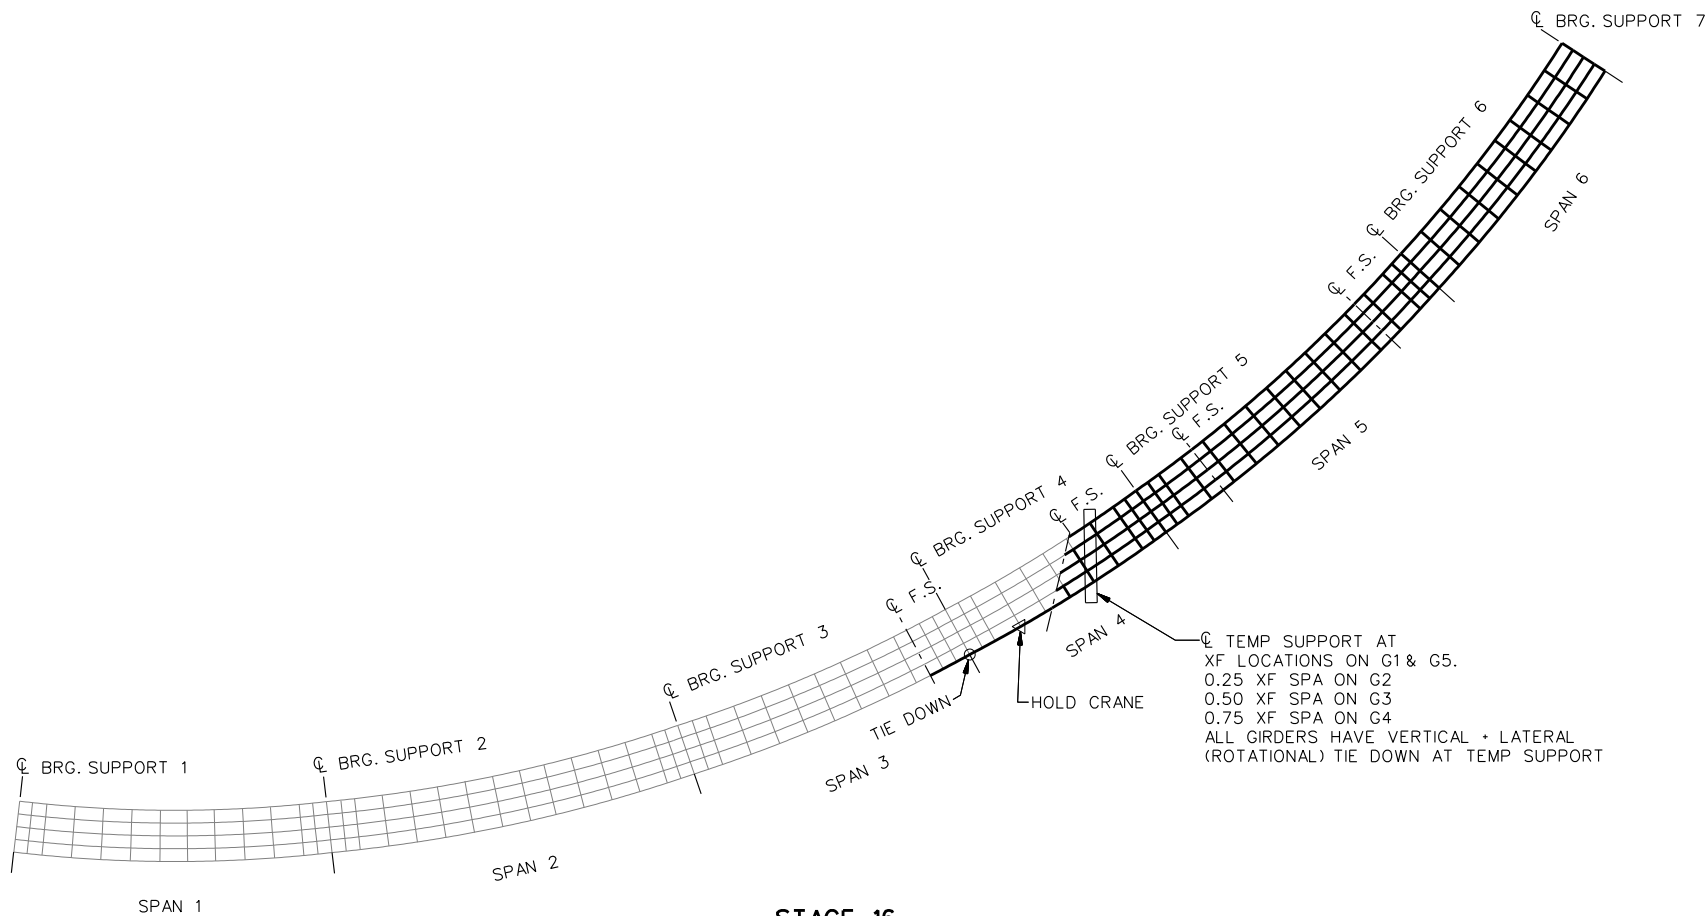 ℄ BRG. SUPPORT 7
℄ BRG. SUPPORT 6
SPAN 6
℄ F.S.
℄ BRG. SUPPORT 5
℄ F.S.
SPAN 5
℄ BRG. SUPPORT 4
℄ F.S.
℄ F.S.
SPAN 4
℄ TEMP SUPPORT AT
XF LOCATIONS ON G1 & G5.
0.25 XF SPA ON G2
0.50 XF SPA ON G3
0.75 XF SPA ON G4
ALL GIRDERS HAVE VERTICAL + LATERAL
(ROTATIONAL) TIE DOWN AT TEMP SUPPORT
HOLD CRANE
TIE DOWN
℄ BRG. SUPPORT 3
SPAN 3
℄ BRG. SUPPORT 2
℄ BRG. SUPPORT 1
SPAN 2
SPAN 1
STAGE 16